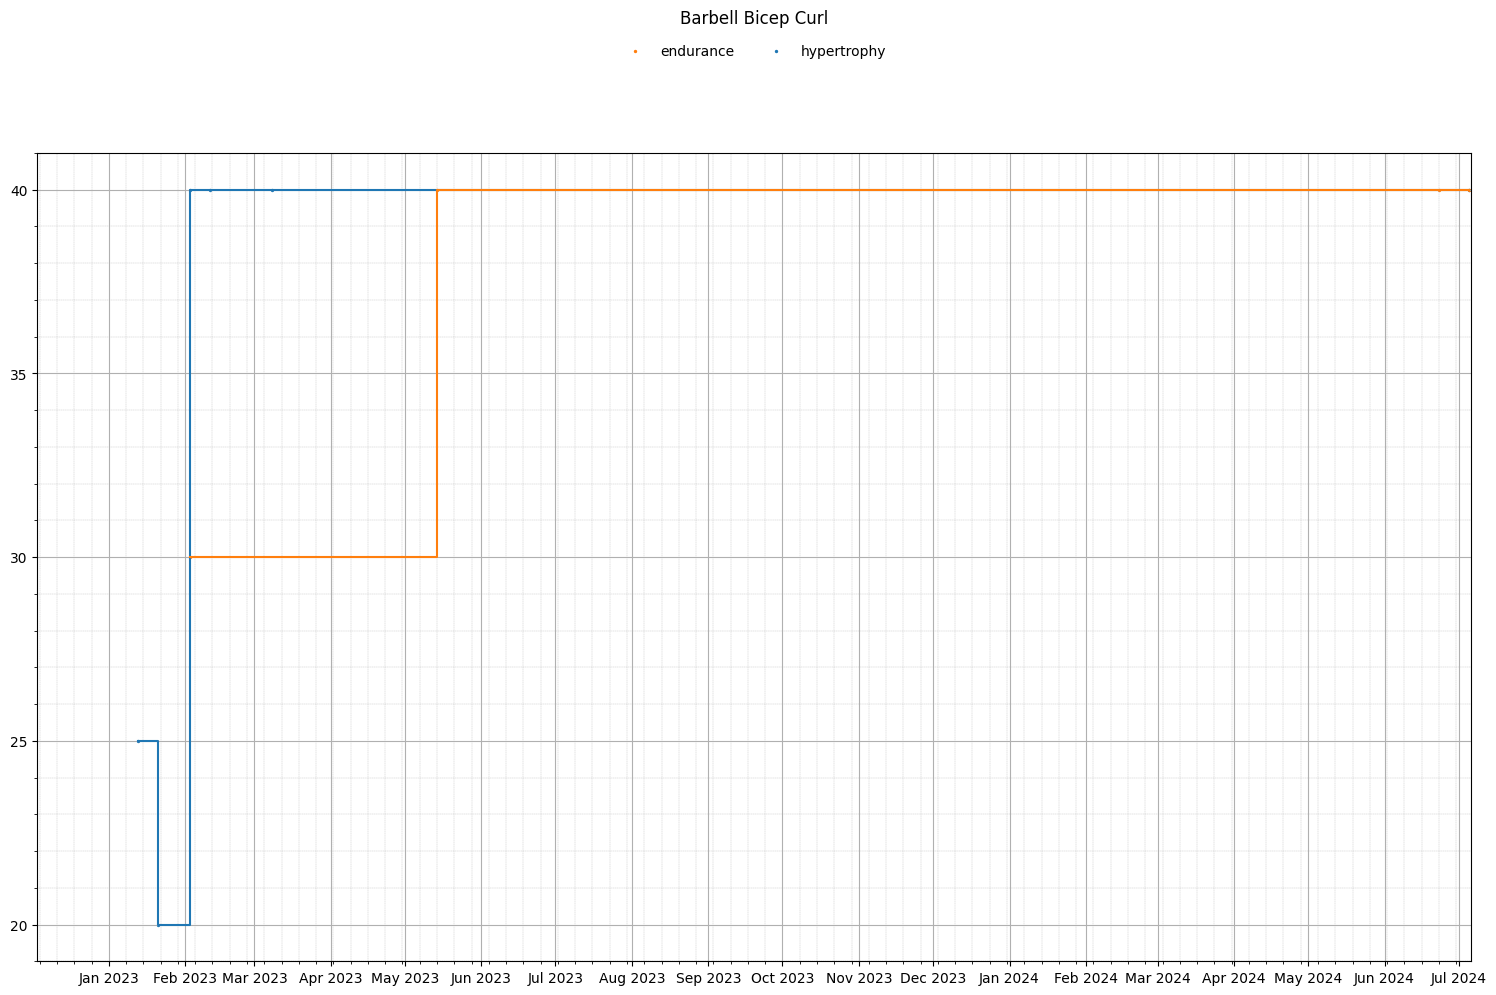 Barbell Bicep Curl
endurance hypertrophy
40
35
30
25
20
Jan 2023 Feb 2023 Mar 2023 Apr 2023 May 2023 Jun 2023 Jul 2023 Aug 2023 Sep 2023 Oct 2023 Nov 2023 Dec 2023 Jan 2024 Feb 2024 Mar 2024 Apr 2024 May 2024 Jun 2024 Jul 2024